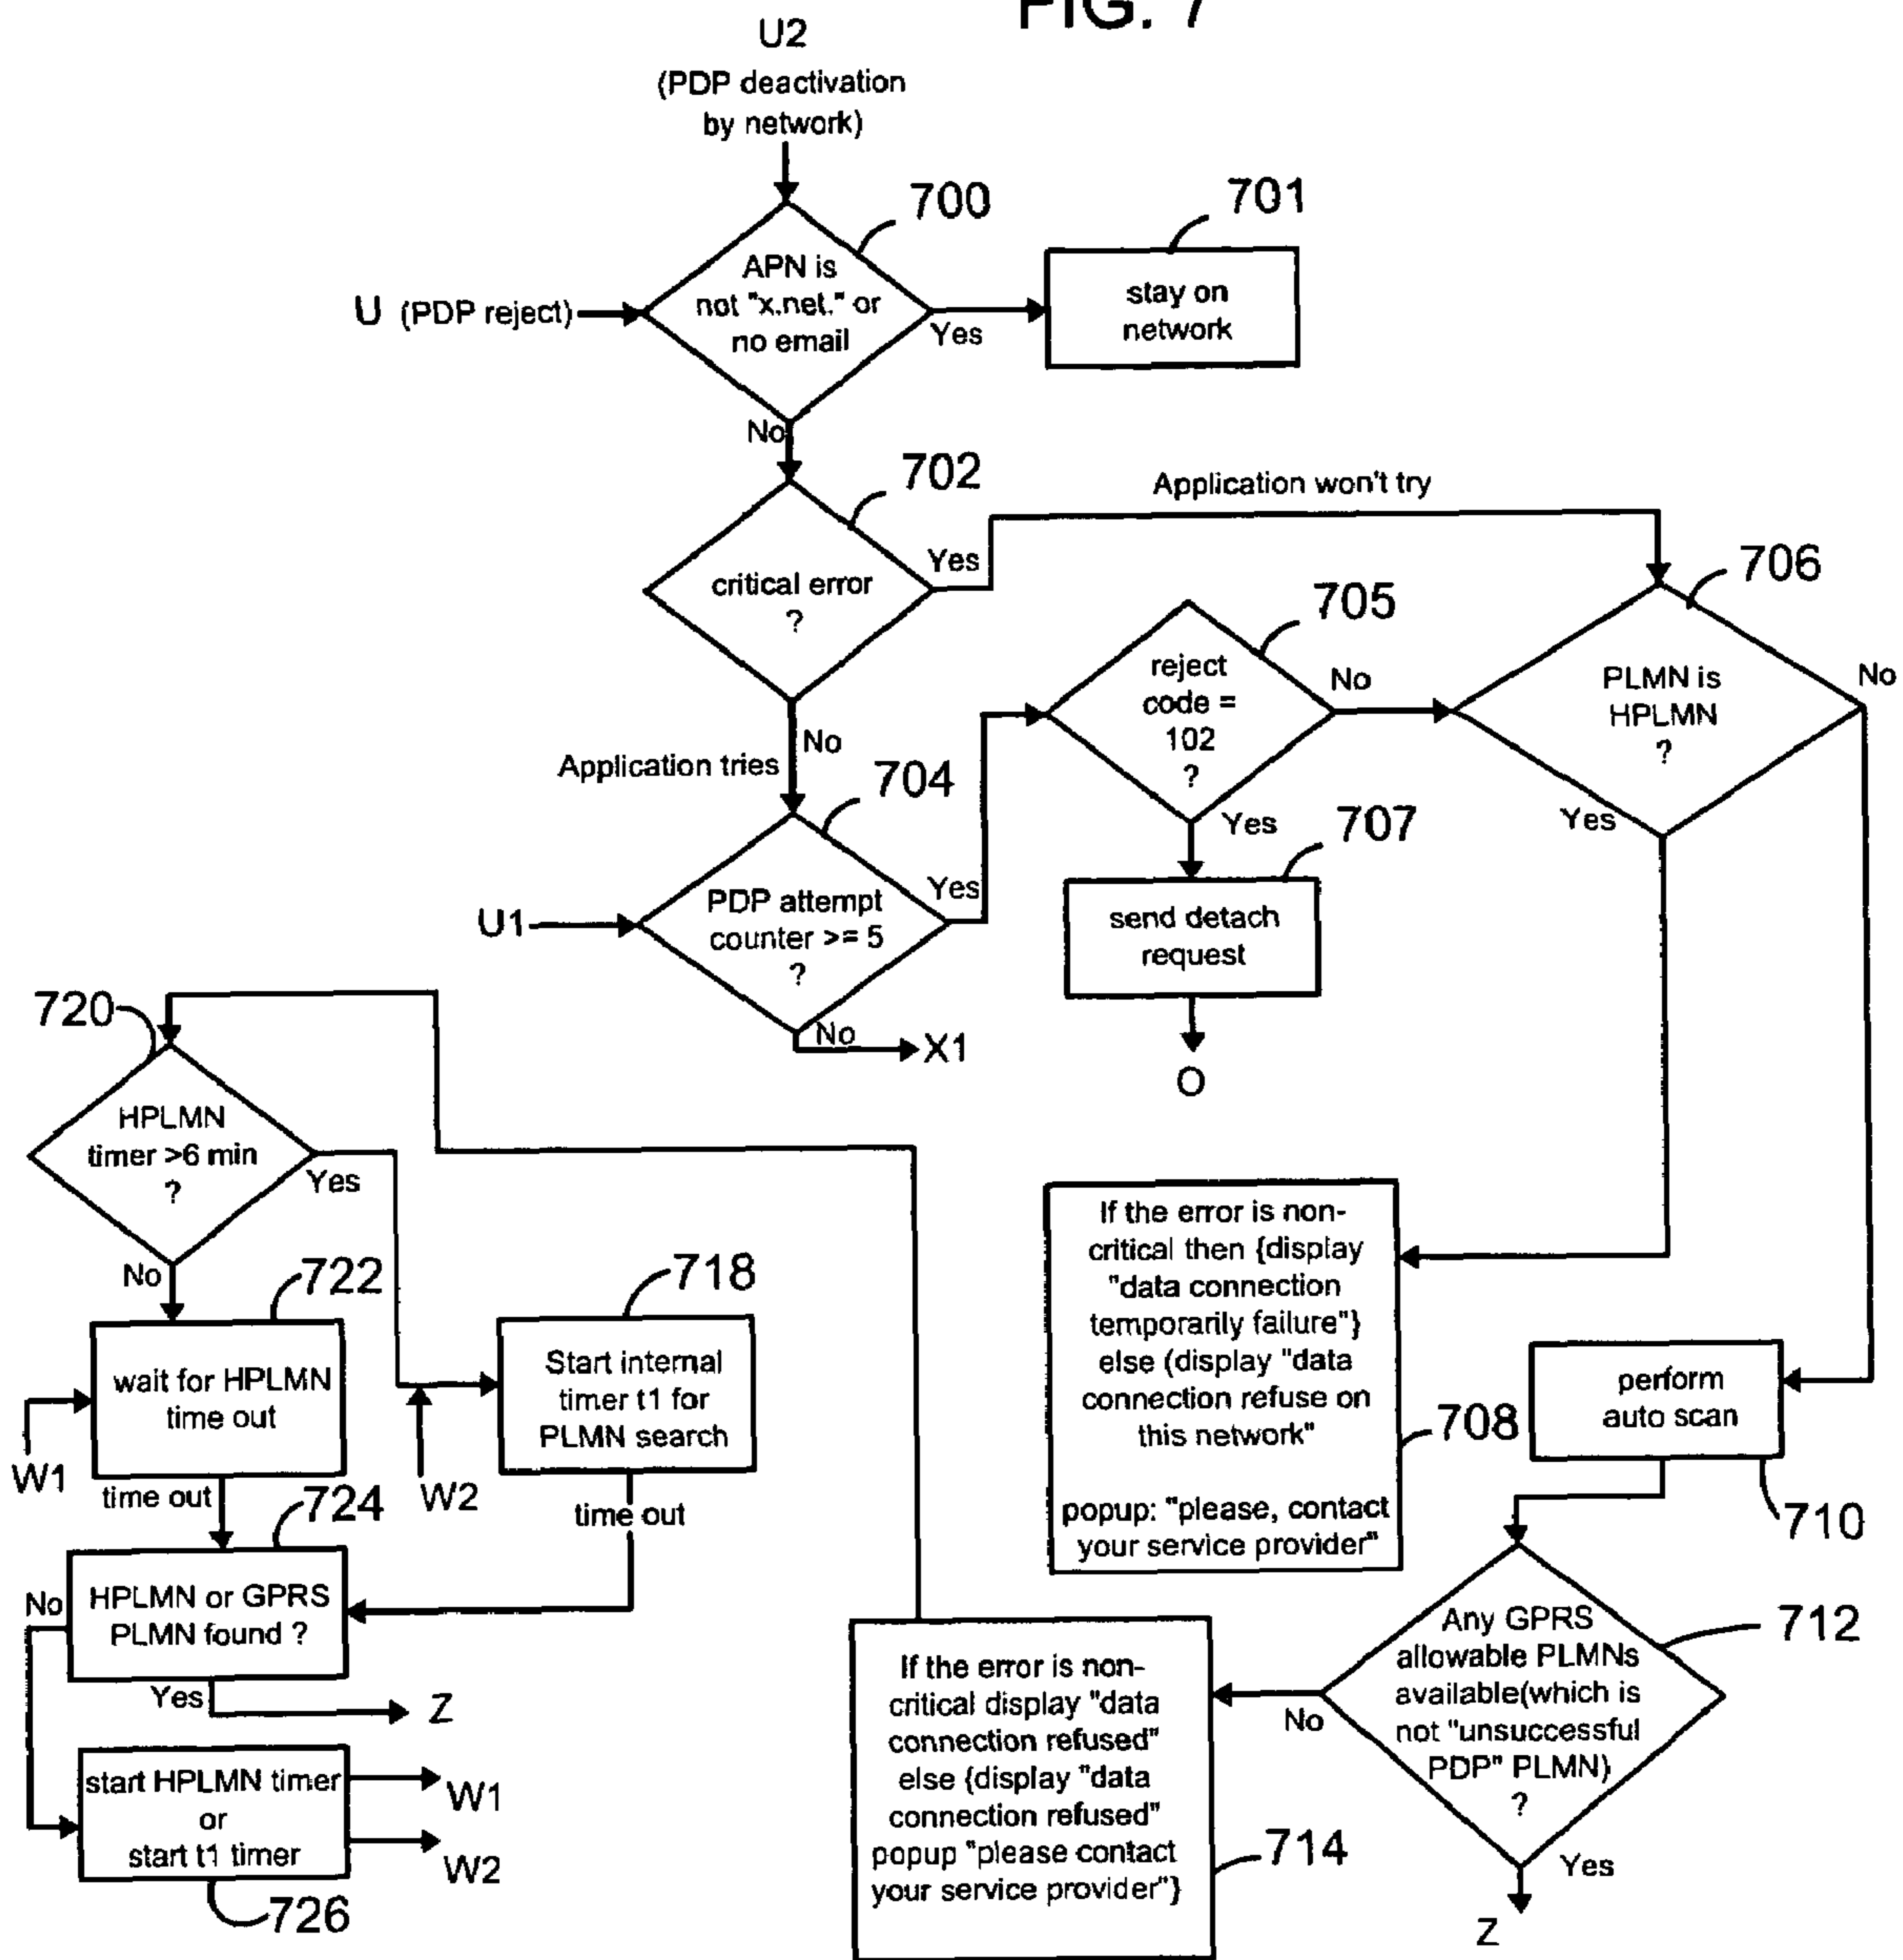 FIG. 7
U2
(PDP deactivation
by network)
700
701
APN is
not "x.net." or
no email
U (PDP reject)
Yes
stay on
network
No
702
Application won't try
critical error
?
Yes
706
705
reject
code =
102
?
No
PLMN is
HPLMN
?
No
No
Application tries
704
Yes
707
Yes
PDP attempt
counter >= 5
?
Yes
U1
send detach
request
720
No
X1
O
HPLMN
timer >6 min
?
Yes
If the error is non-
critical then {display
"data connection
temporarily failure"}
else (display "data
connection refuse on
this network"
popup: "please, contact
your service provider"
708
No
722
718
wait for HPLMN
time out
Start internal
timer t1 for
PLMN search
perform
auto scan
W1
time out
724
W2
time out
710
No
HPLMN or GPRS
PLMN found ?
Yes
Z
712
Any GPRS
allowable PLMNs
available(which is
not "unsuccessful
PDP" PLMN)
?
No
If the error is non-
critical display "data
connection refused"
else {display "data
connection refused"
popup "please contact
your service provider"}
714
start HPLMN timer
or
start t1 timer
W1
W2
726
Yes
Z